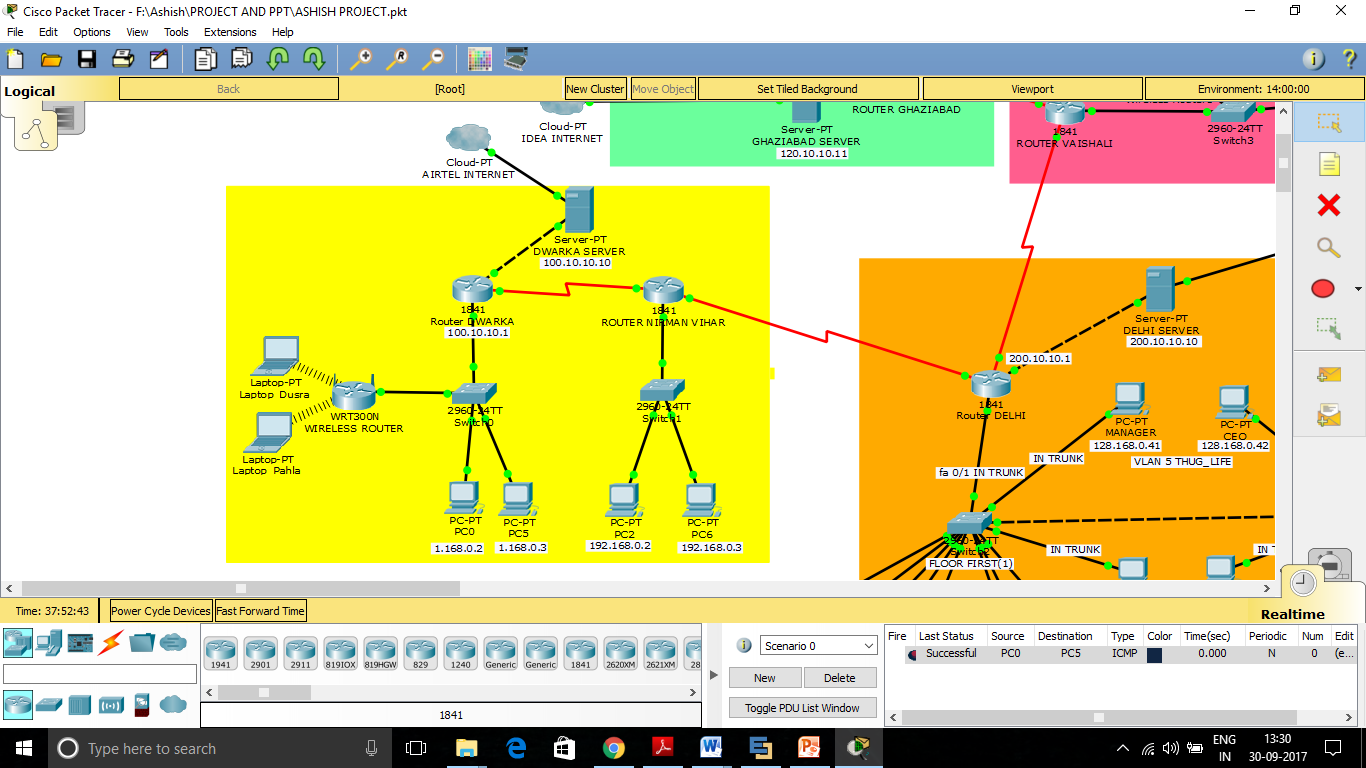 Cisco Packet Tracer - F:\Ashish\PROJECT AND PPT\ASHISH PROJECT.pkt
File Edit Options View Tools Extensions Help
Logical
Back
[Root]
New Cluster
Move Object
Set Tiled Background
Viewport
Environment: 14:00:00
Cloud-PT
IDEA INTERNET
Cloud-PT
AIRTEL INTERNET
ROUTER GHAZIABAD
Server-PT
GHAZIABAD SERVER
120.10.10.11
1841
ROUTER VAISHALI
2960-24TT
Switch3
Server-PT
DWARKA SERVER
100.10.10.10
1841
Router DWARKA
100.10.10.1
1841
ROUTER NIRMAN VIHAR
Laptop-PT
Laptop Dusra
WRT300N
WIRELESS ROUTER
Laptop-PT
Laptop Pahla
2960-24TT
Switch0
2960-24TT
Switch1
PC-PT
PC0
1.168.0.2
PC-PT
PC5
1.168.0.3
PC-PT
PC2
192.168.0.2
PC-PT
PC6
192.168.0.3
Server-PT
DELHI SERVER
200.10.10.10
200.10.10.1
1841
Router DELHI
PC-PT
MANAGER
128.168.0.41
PC-PT
CEO
128.168.0.42
VLAN 5 THUG_LIFE
IN TRUNK
fa 0/1 IN TRUNK
2960-24TT
Switch2
FLOOR FIRST(1)
IN TRUNK
IN T
Time: 37:52:43
Power Cycle Devices
Fast Forward Time
Realtime
1941 2901 2911 819IOX 819HGW 829 1240 Generic Generic 1841 2620XM 2621XM 28
1841
Scenario 0
New
Delete
Toggle PDU List Window
Fire Last Status Source Destination Type Color Time(sec) Periodic Num Edit
Successful PC0 PC5 ICMP 0.000 N 0 (e...
Type here to search
ENG
IN
13:30
30-09-2017